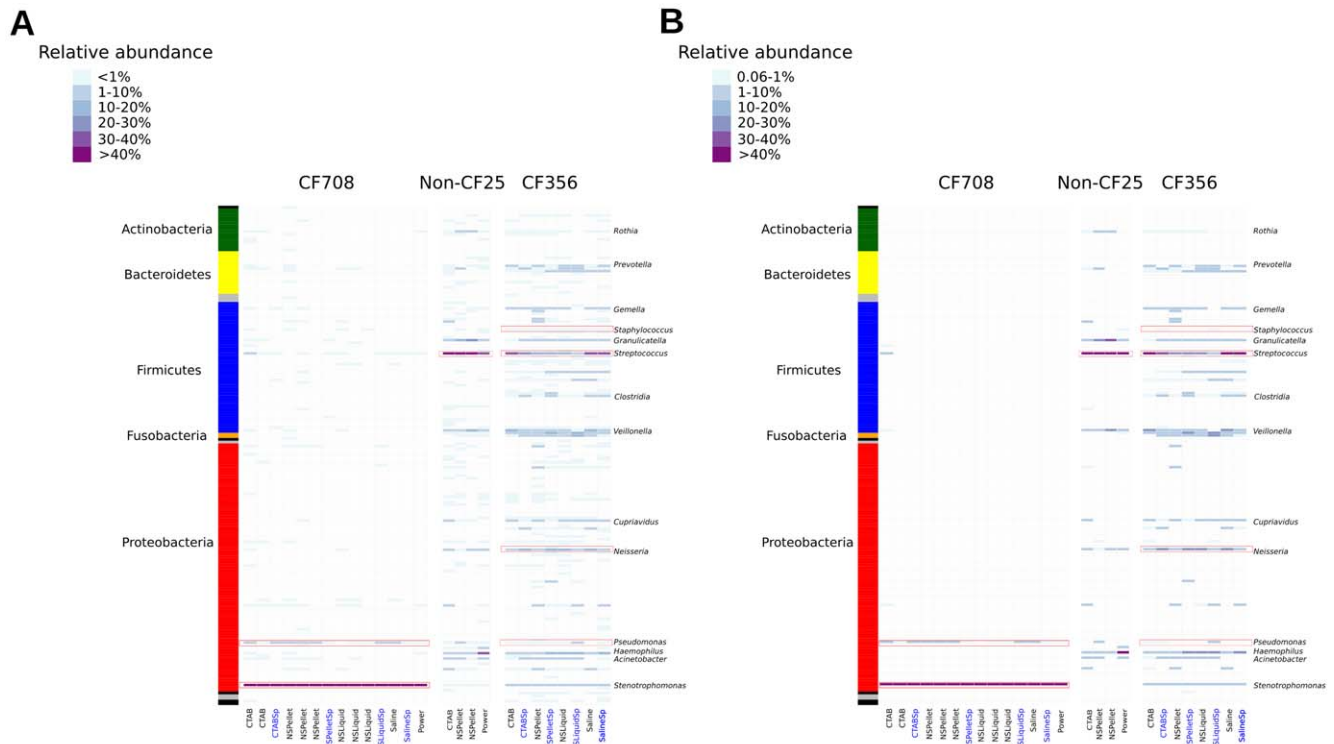 A
Relative abundance
<1%
1-10%
10-20%
20-30%
30-40%
>40%
CF708 Non-CF25 CF356
Actinobacteria
Bacteroidetes
Firmicutes
Fusobacteria
Proteobacteria
Rothia
Prevotella
Gemella
Staphylococcus
Granulicatella
Streptococcus
Clostridia
Veillonella
Cupriavidus
Neisseria
Pseudomonas
Haemophilus
Acinetobacter
Stenotrophomonas
CTAB
CTAB
CTABSp
NSPellet
NSPellet
NSPellet
SPelletSp
NSLiquid
NSLiquid
NSLiquid
SLiquidSp
Saline
SalineSp
Power
CTAB
NSPellet
NSPellet
Power
CTAB
CTABSp
NSPellet
SPelletSp
NSLiquid
SLiquidSp
Saline
SalineSp
B
Relative abundance
0.06-1%
1-10%
10-20%
20-30%
30-40%
>40%
CF708 Non-CF25 CF356
Actinobacteria
Bacteroidetes
Firmicutes
Fusobacteria
Proteobacteria
Rothia
Prevotella
Gemella
Staphylococcus
Granulicatella
Streptococcus
Clostridia
Veillonella
Cupriavidus
Neisseria
Pseudomonas
Haemophilus
Acinetobacter
Stenotrophomonas
CTAB
CTAB
CTABSp
NSPellet
NSPellet
NSPellet
SPelletSp
NSLiquid
NSLiquid
NSLiquid
SLiquidSp
Saline
SalineSp
Power
CTAB
NSPellet
NSPellet
Power
CTAB
CTABSp
NSPellet
SPelletSp
NSLiquid
SLiquidSp
Saline
SalineSp